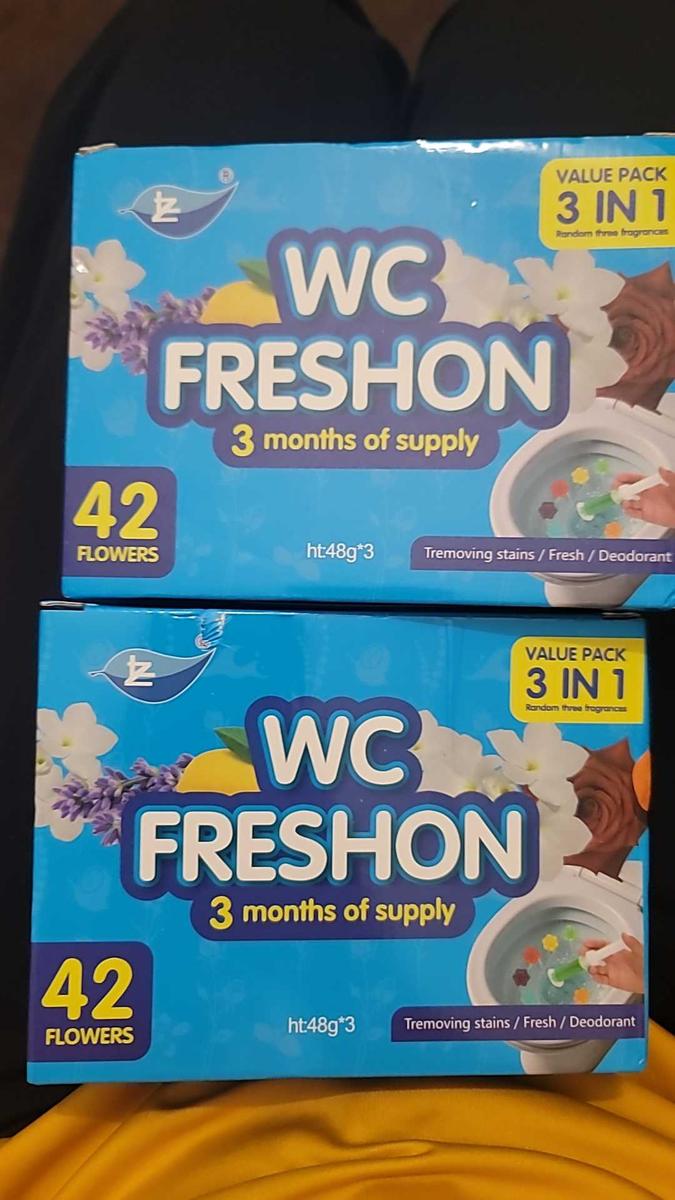 tz
®
VALUE PACK
3 IN 1
Random three fragrances
WC
FRESHON
3 months of supply
42
FLOWERS
ht:48g*3
Tremoving stains / Fresh / Deodorant
tz
VALUE PACK
3 IN 1
Random three fragrances
WC
FRESHON
3 months of supply
42
FLOWERS
ht:48g*3
Tremoving stains / Fresh / Deodorant